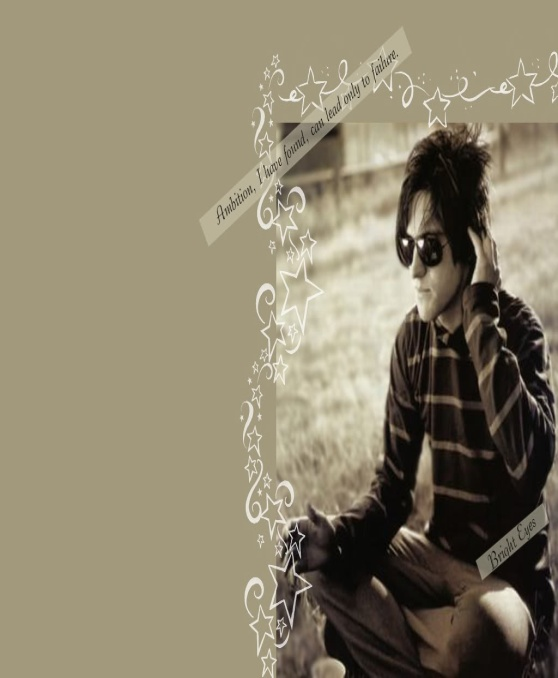 Ambition, I have found, can lead only to failure.
Bright Eyes